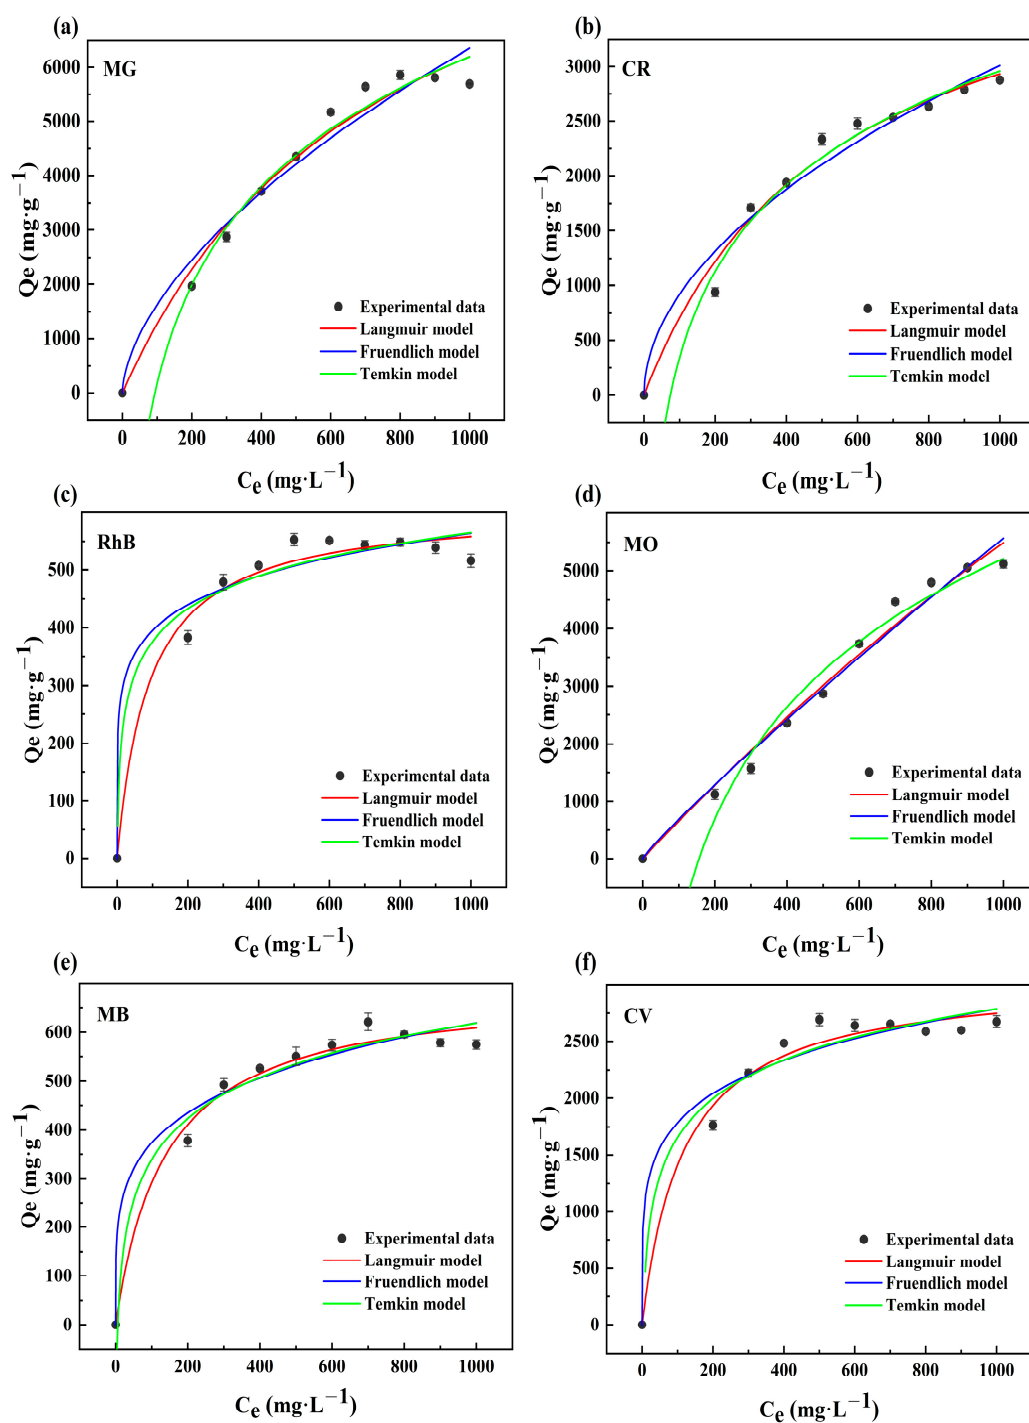 (a)
MG
6000
5000
4000
3000
2000
1000
0
Qe (mg·g−1)
Experimental data
Langmuir model
Fruendlich model
Temkin model
0 200 400 600 800 1000
Ce (mg·L−1)
(b)
CR
3000
2500
2000
1500
1000
500
0
Qe (mg·g−1)
Experimental data
Langmuir model
Fruendlich model
Temkin model
0 200 400 600 800 1000
Ce (mg·L−1)
(c)
RhB
500
400
300
200
100
0
Qe (mg·g−1)
Experimental data
Langmuir model
Fruendlich model
Temkin model
0 200 400 600 800 1000
Ce (mg·L−1)
(d)
MO
5000
4000
3000
2000
1000
0
Qe (mg·g−1)
Experimental data
Langmuir model
Fruendlich model
Temkin model
0 200 400 600 800 1000
Ce (mg·L−1)
(e)
MB
600
500
400
300
200
100
0
Qe (mg·g−1)
Experimental data
Langmuir model
Fruendlich model
Temkin model
0 200 400 600 800 1000
Ce (mg·L−1)
(f)
CV
2500
2000
1500
1000
500
0
Qe (mg·g−1)
Experimental data
Langmuir model
Fruendlich model
Temkin model
0 200 400 600 800 1000
Ce (mg·L−1)